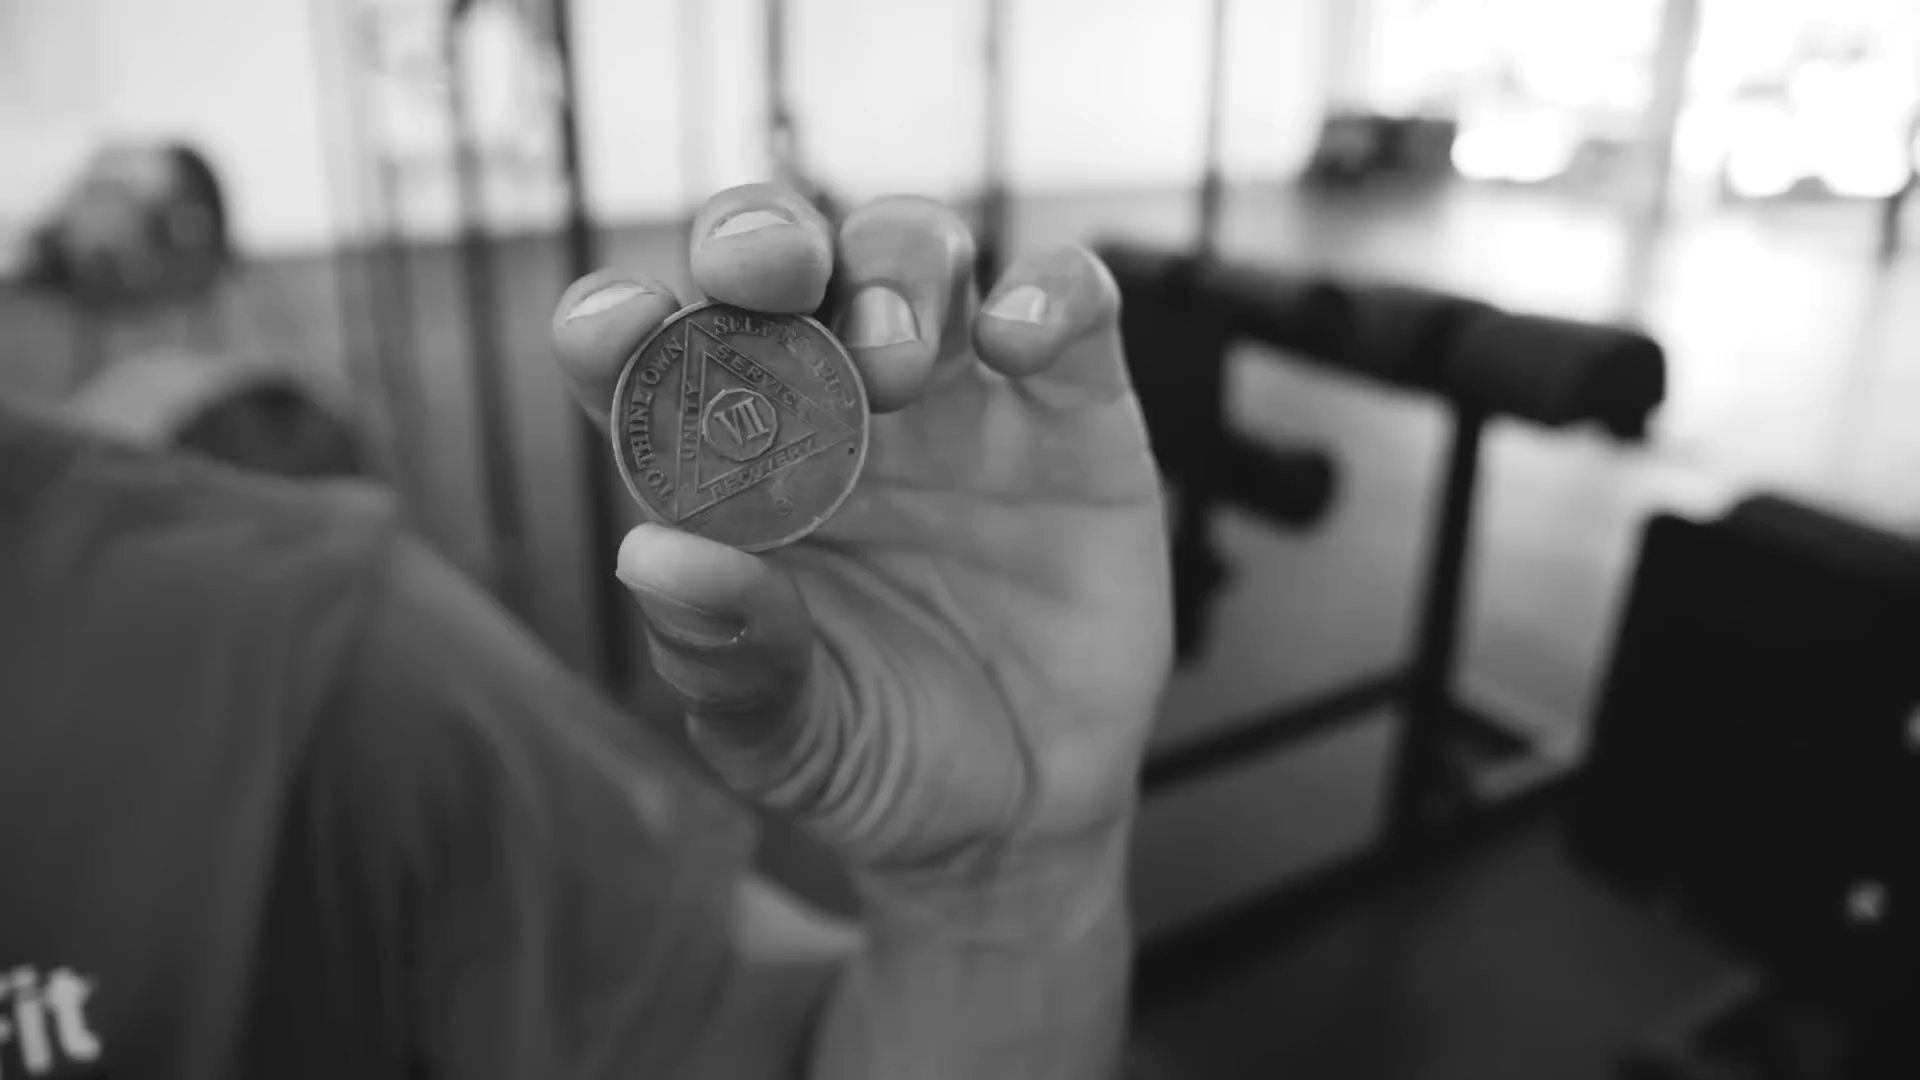 TO THINE OWN
SELF BE TRUE
UNITY
SERVICE
RECOVERY
VII
Fit